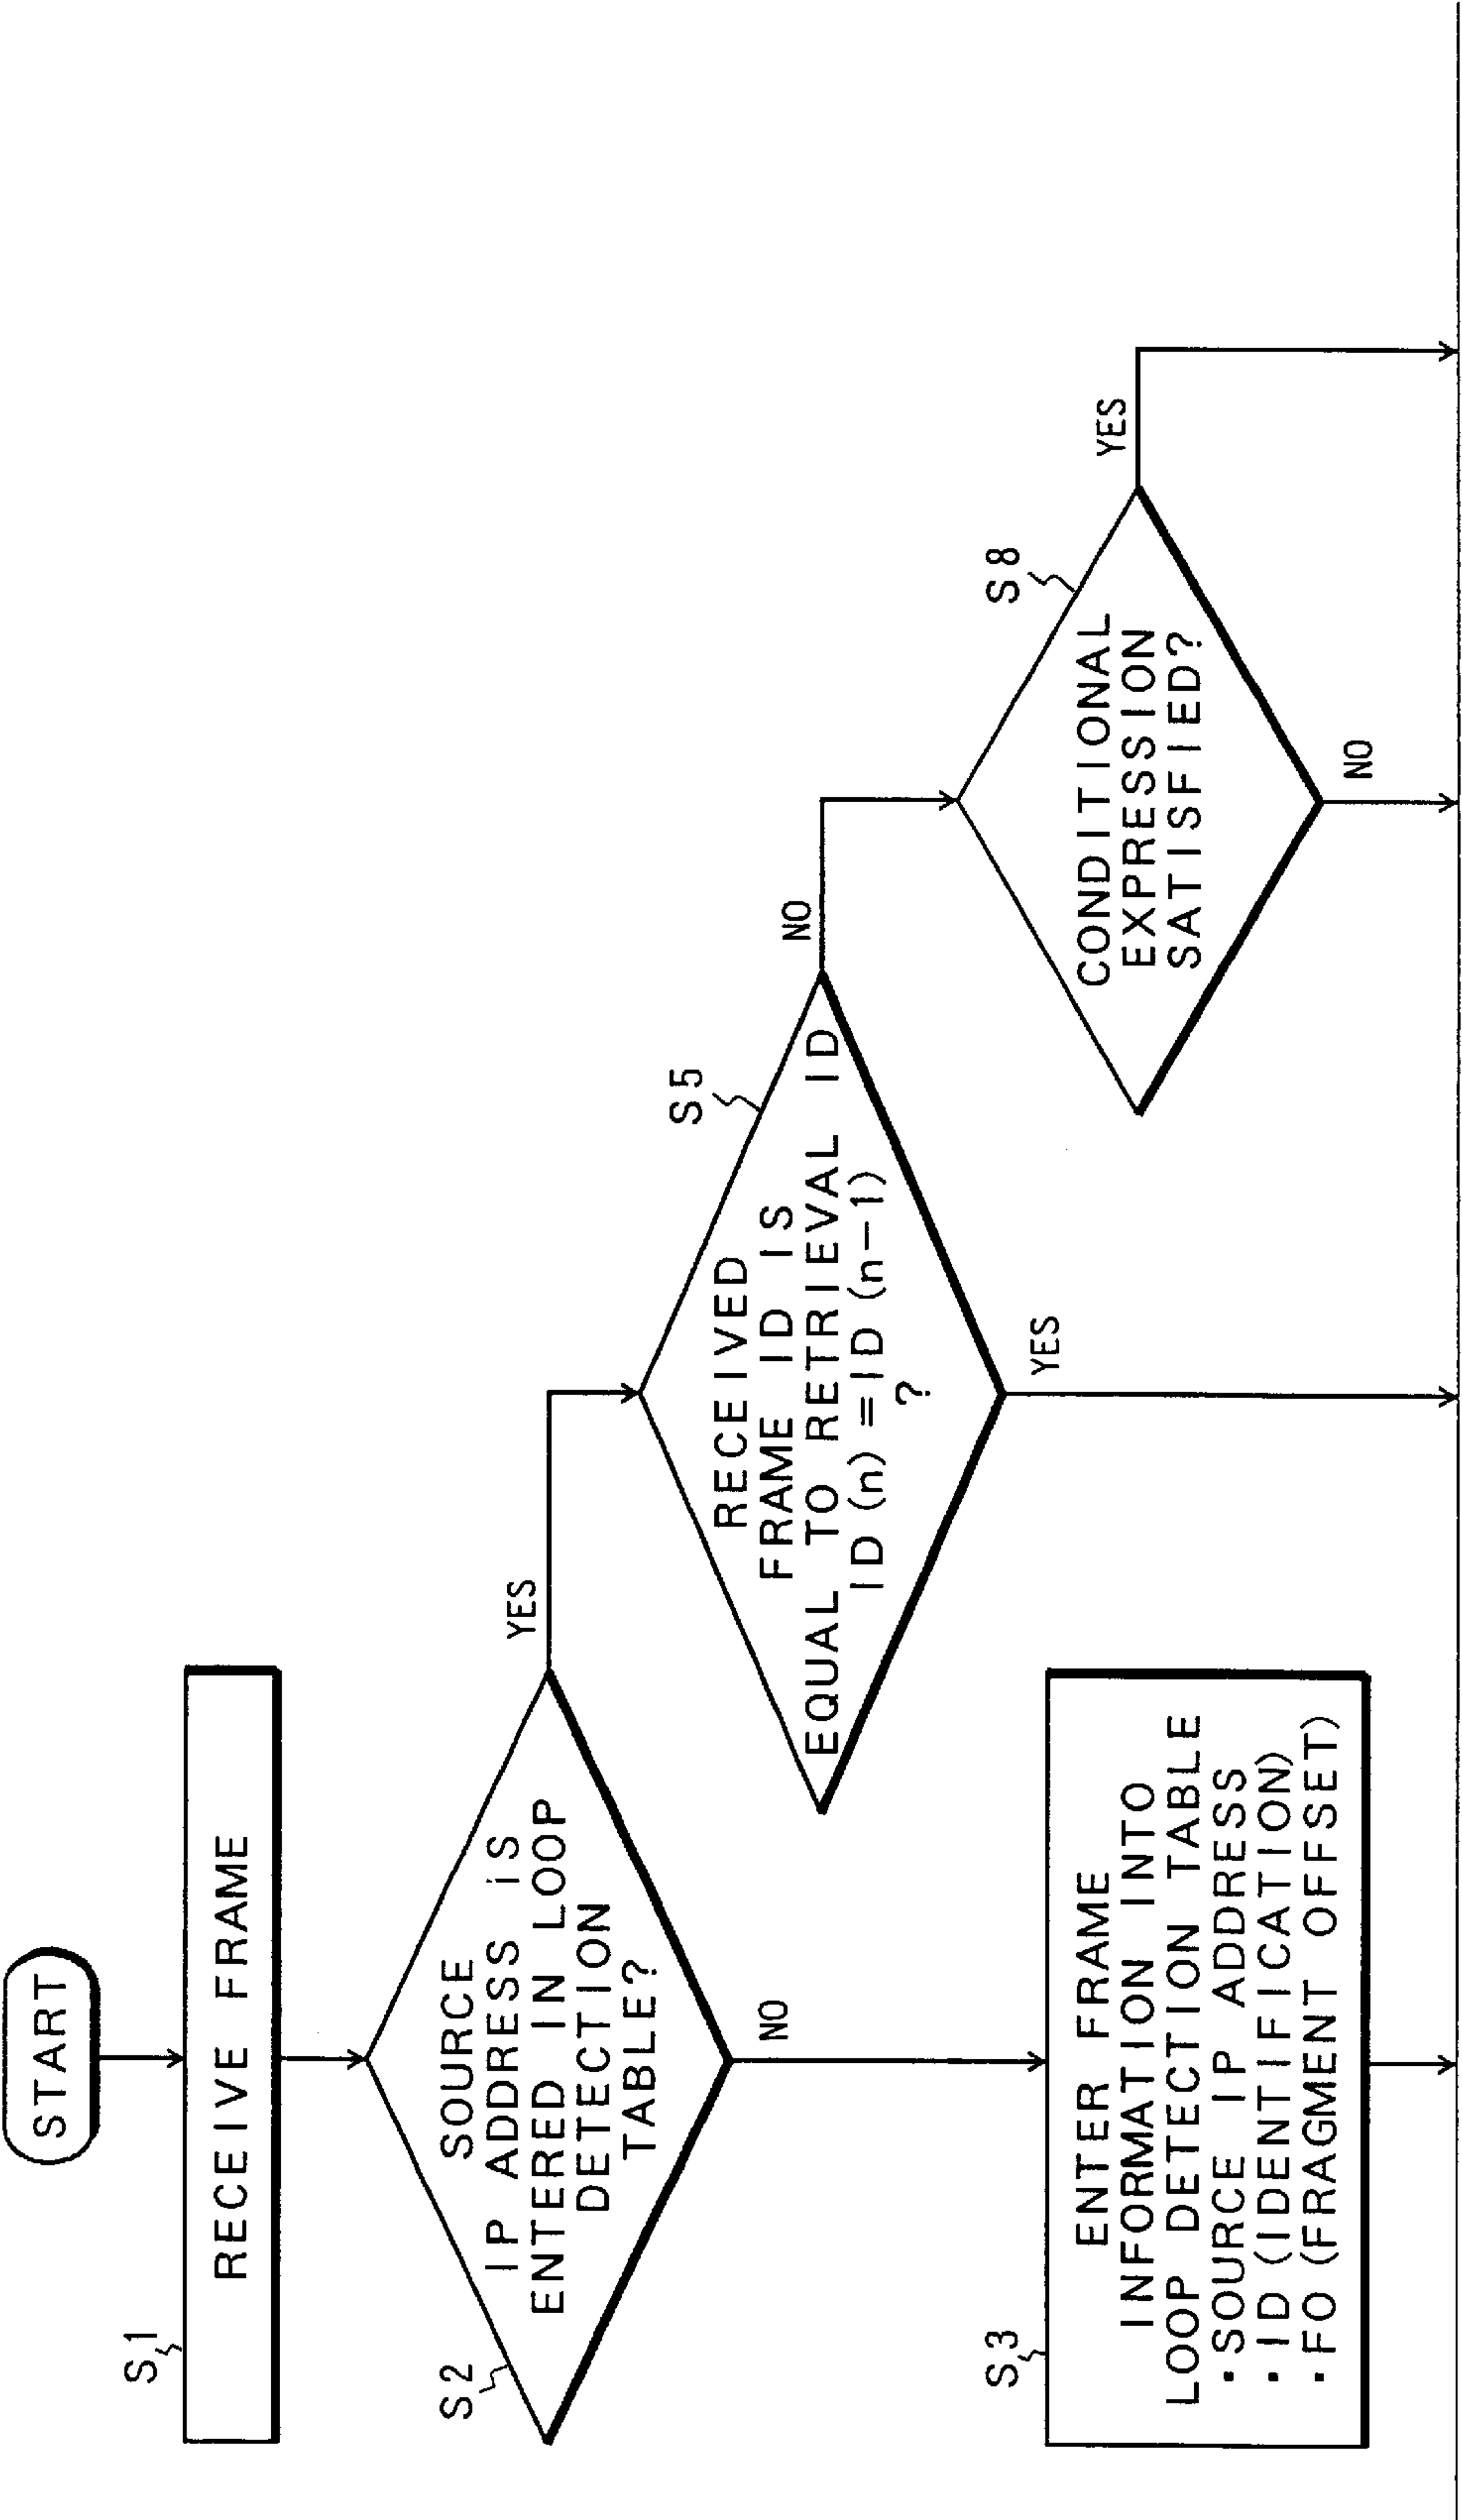 START
S1
RECEIVE FRAME
S2
SOURCE
IP ADDRESS iS
ENTERED IN LOOP
DETECTION
TABLE?
YES
NO
S3
ENTER FRAME
INFORMATION INTO
LOOP DETECTION TABLE
▪ SOURCE IP ADDRESS
▪ ID (IDENTIFICATION)
▪ FO (FRAGMENT OFFSET)
S5
RECEIVED
FRAME ID IS
EQUAL TO RETRIEVAL ID
ID (n) = ID (n-1)
?
NO
YES
S8
CONDITIONAL
EXPRESSION
SATISFIED?
YES
NO